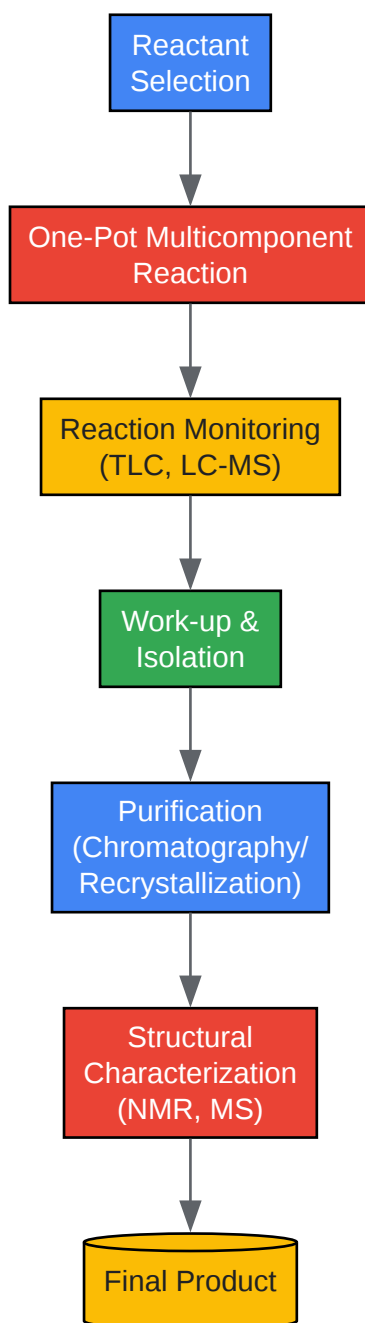 Reactant
Selection
One-Pot Multicomponent
Reaction
Reaction Monitoring
(TLC, LC-MS)
Work-up &
Isolation
Purification
(Chromatography/
Recrystallization)
Structural
Characterization
(NMR, MS)
Final Product